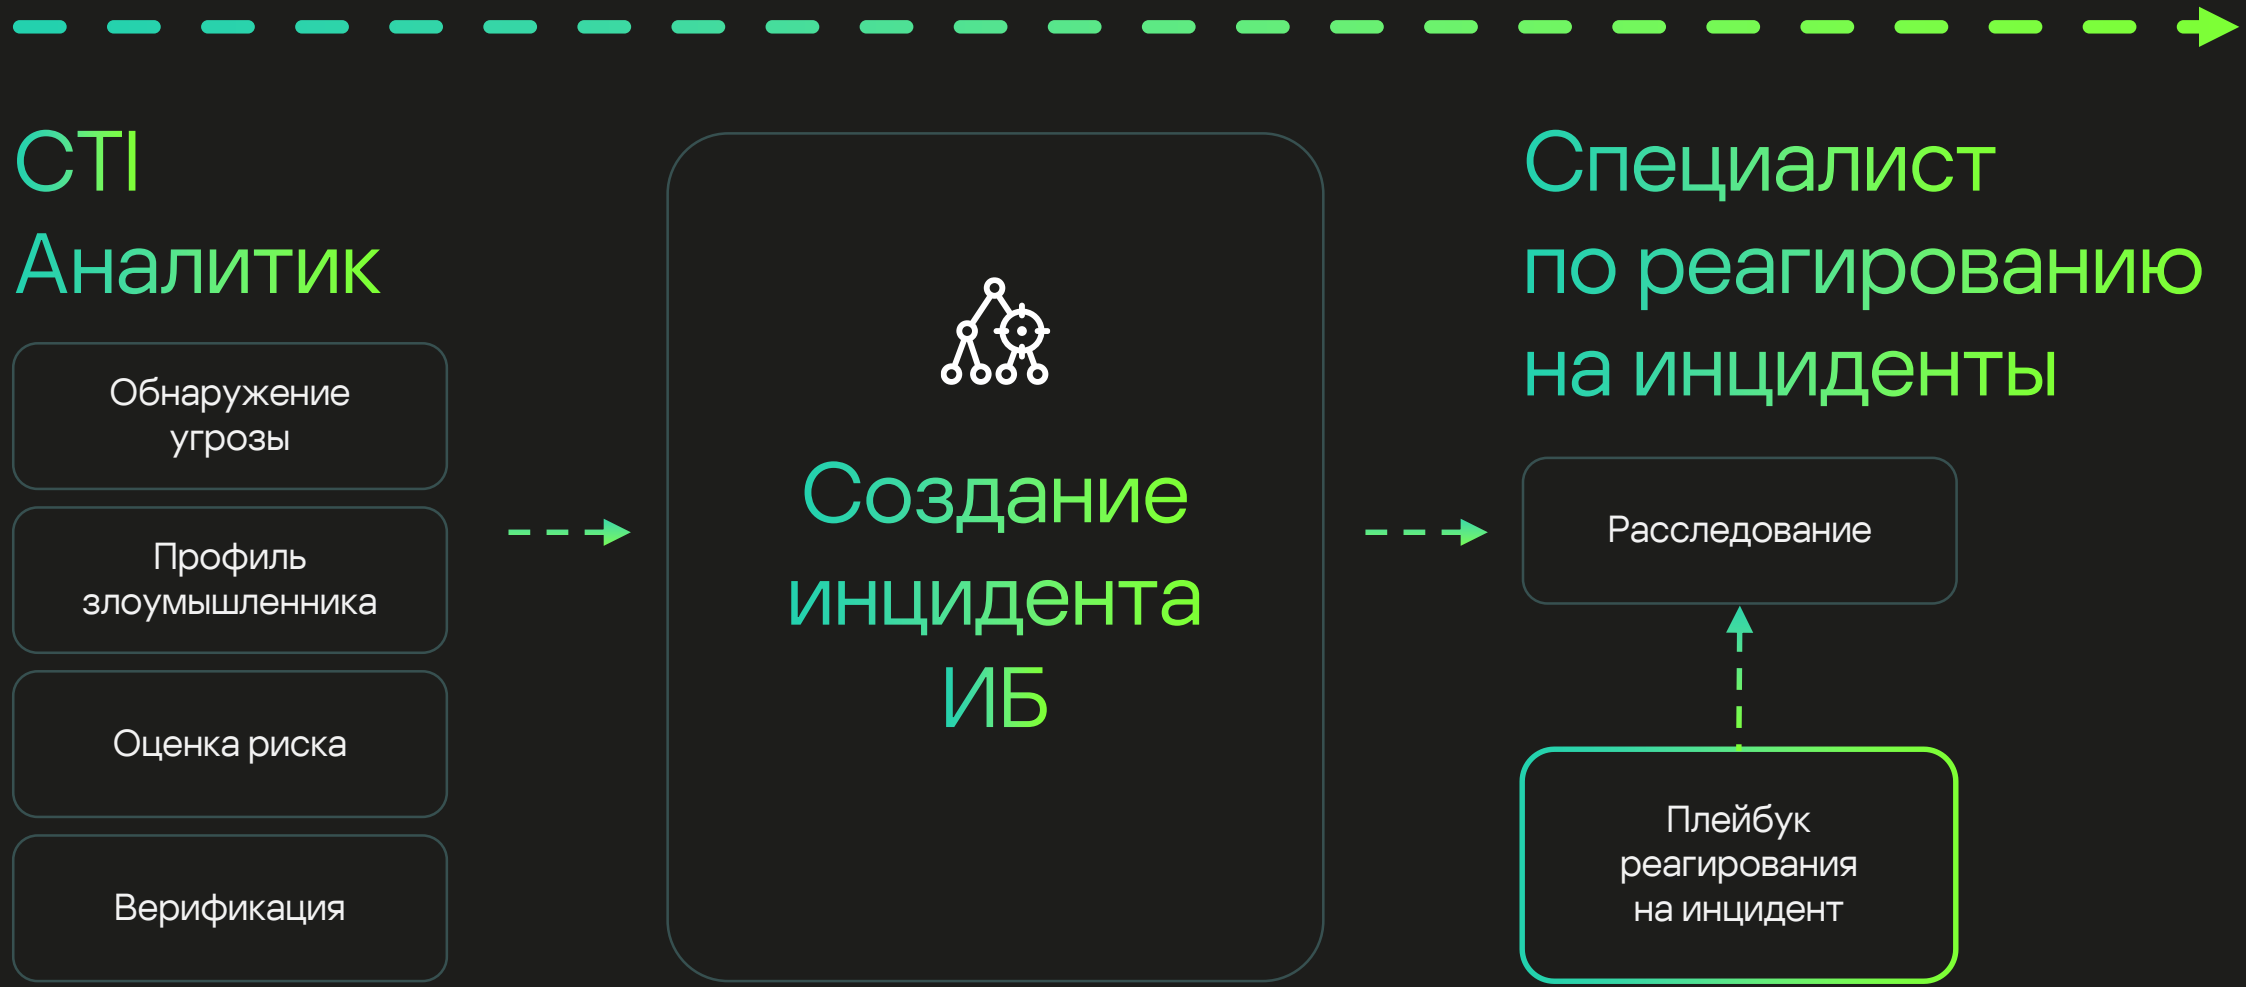 CTI
Аналитик
Обнаружение
угрозы
Профиль
злоумышленника
Оценка риска
Верификация
Создание
инцидента
ИБ
Специалист
по реагированию
на инциденты
Расследование
Плейбук
реагирования
на инцидент